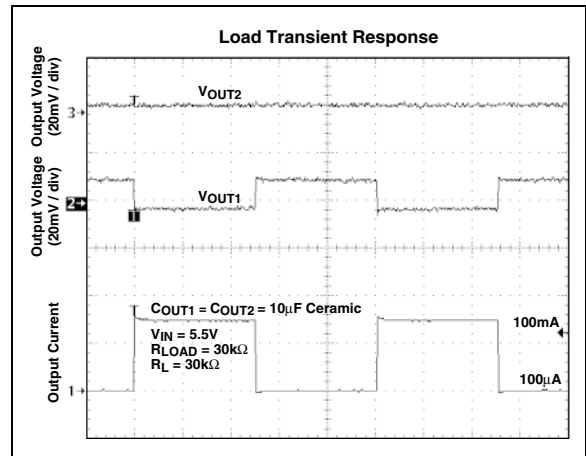 Load Transient Response
Output Voltage
(20mV / div)
3
VOUT2
Output Voltage
(20mV / div)
2
VOUT1
Output Current
COUT1 = COUT2 = 10μF Ceramic
VIN = 5.5V
RLOAD = 30kΩ
RL = 30kΩ
100mA
1
100μA